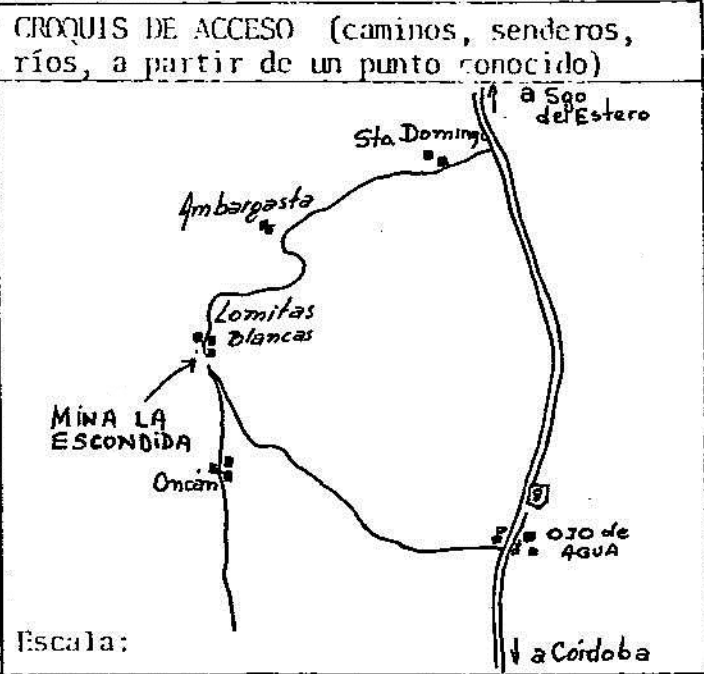 CROQUIS DE ACCESO (caminos, senderos,
ríos, a partir de un punto conocido)
a Sgo
del Estero
Sta Domingo
Ambargasta
Lomitas
Blancas
MINA LA
ESCONDIDA
Oncán
OJO de
AGUA
Escala:
a Córdoba